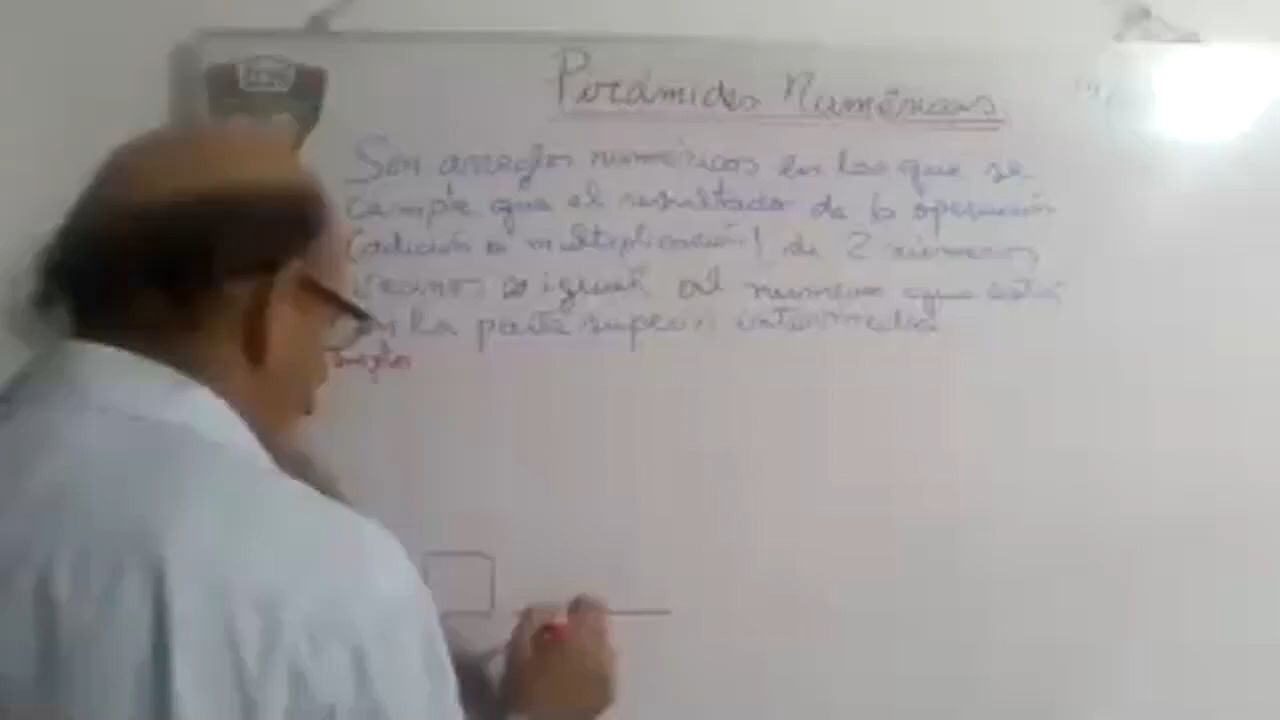 Pirámides Numéricas
Son arreglos numéricos en los que se
cumple que el resultado de la operación
(adición o multiplicación) de 2 números
vecinos es igual al número que está
en la parte superior intermedia